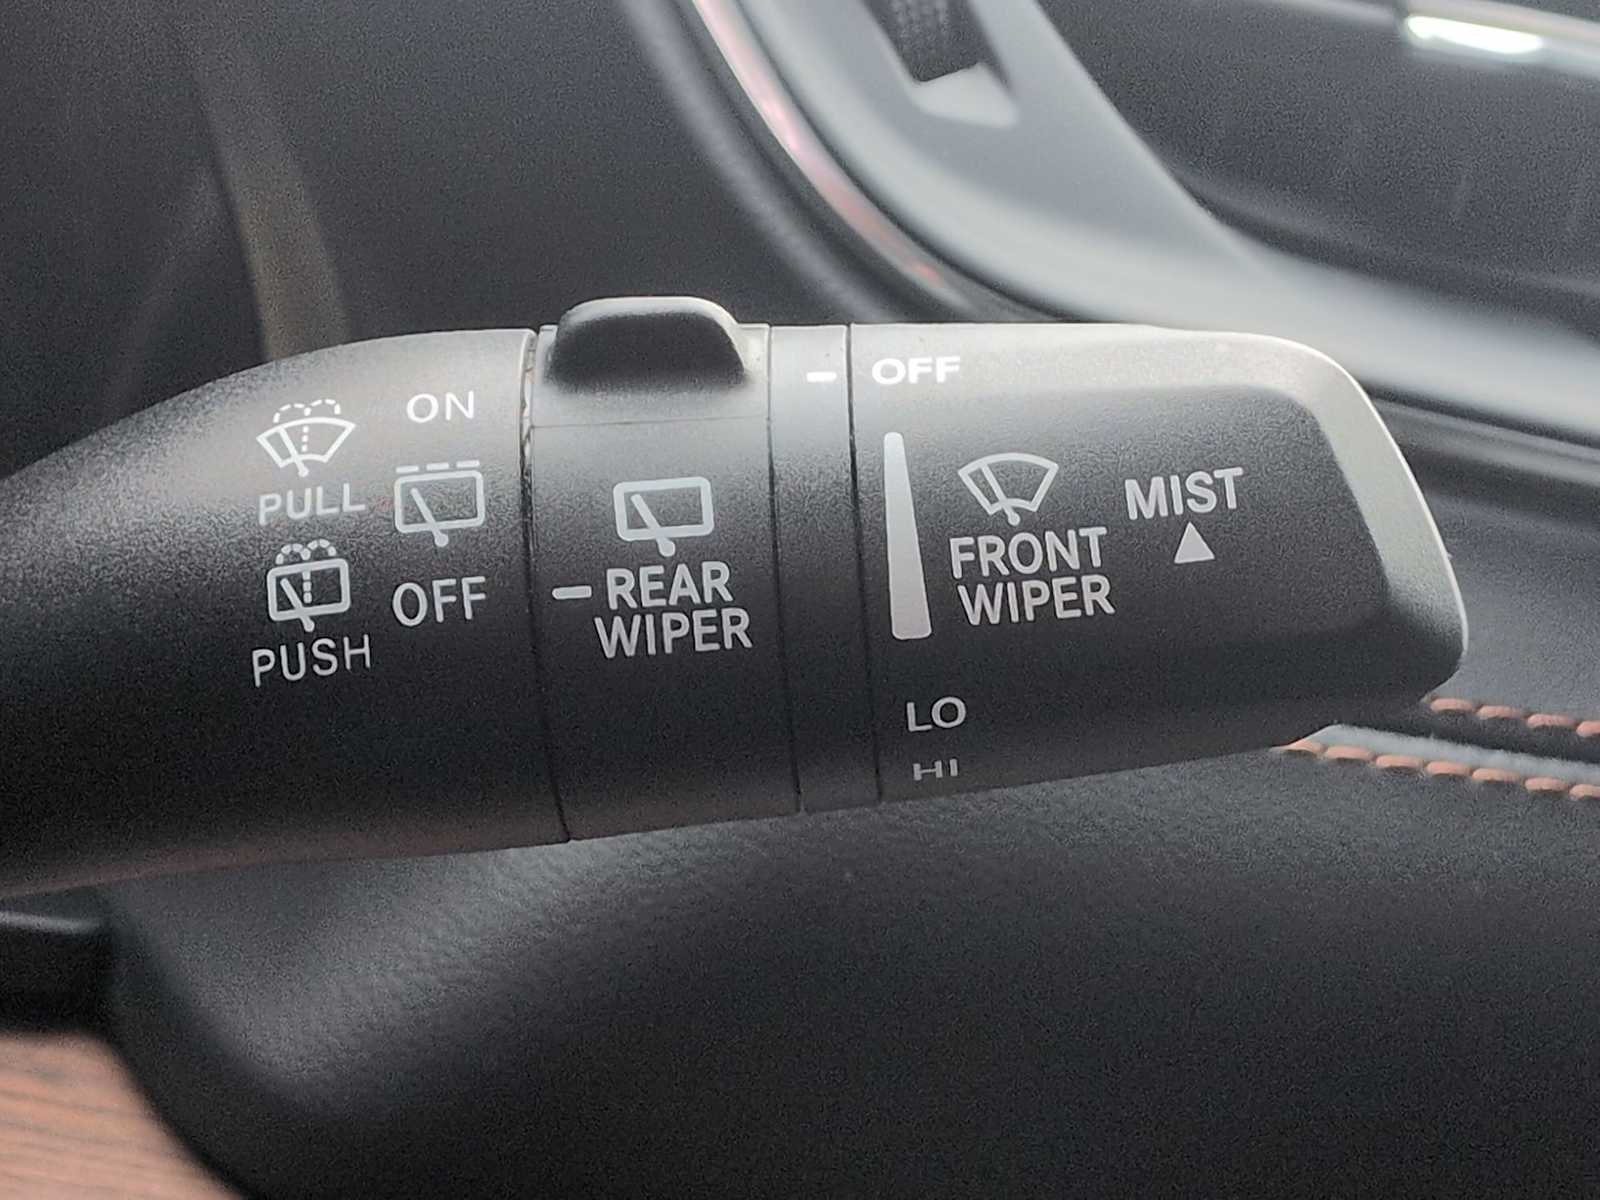 ON
PULL
OFF
PUSH
REAR
WIPER
OFF
FRONT
WIPER
MIST
LO
HI